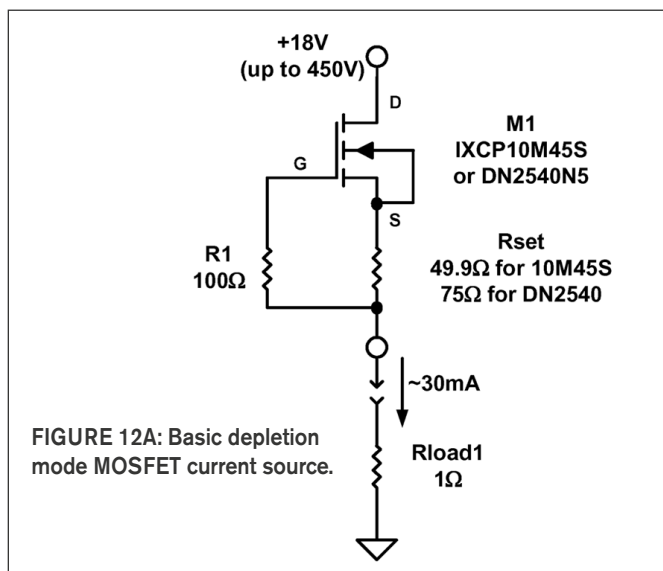 +18V
(up to 450V)
D
M1
IXCP10M45S
or DN2540N5
G
S
R1
100Ω
Rset
49.9Ω for 10M45S
75Ω for DN2540
~30mA
FIGURE 12A: Basic depletion
mode MOSFET current source.
Rload1
1Ω